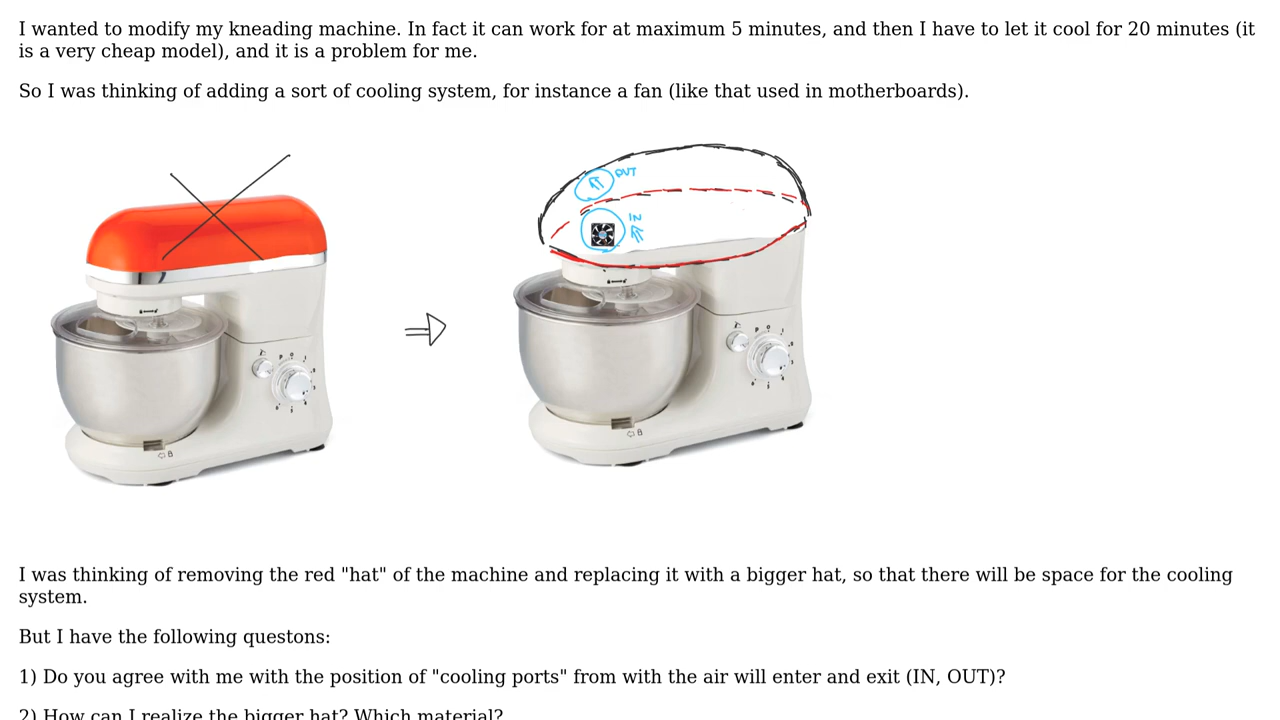 I wanted to modify my kneading machine. In fact it can work for at maximum 5 minutes, and then I have to let it cool for 20 minutes (it
is a very cheap model), and it is a problem for me.
So I was thinking of adding a sort of cooling system, for instance a fan (like that used in motherboards).
OUT
IN
I was thinking of removing the red "hat" of the machine and replacing it with a bigger hat, so that there will be space for the cooling
system.
But I have the following questons:
1) Do you agree with me with the position of "cooling ports" from with the air will enter and exit (IN, OUT)?
2) How can I realize the bigger hat? Which material?